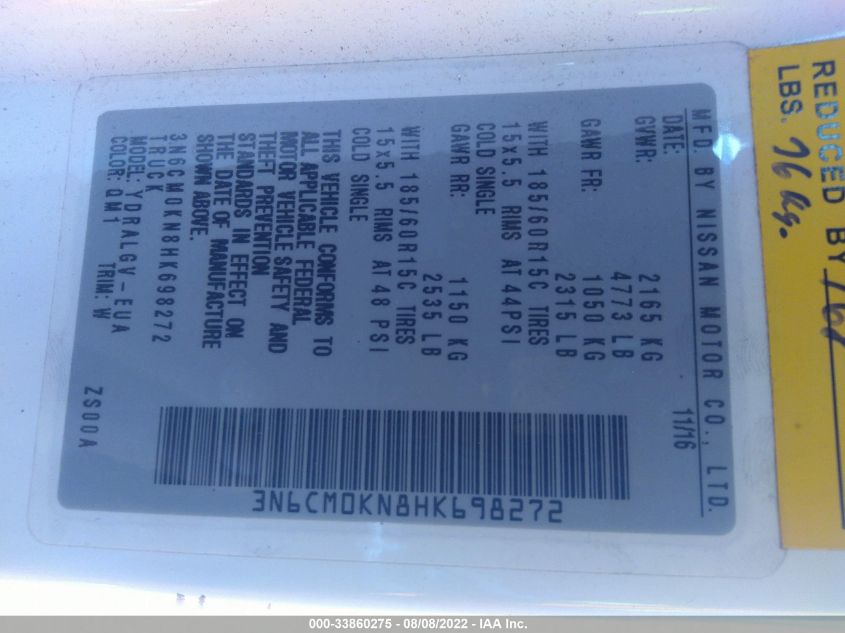 MFD. BY NISSAN MOTOR CO., LTD.
DATE: 11/16
GVWR: 2165 KG
4773 LB
GAWR FR: 1050 KG
2315 LB
WITH 185/60R15C TIRES
15x5.5 RIMS AT 44PSI
COLD SINGLE
GAWR RR: 1150 KG
2535 LB
WITH 185/60R15C TIRES
15x5.5 RIMS AT 48 PSI
COLD SINGLE
THIS VEHICLE CONFORMS TO
ALL APPLICABLE FEDERAL
MOTOR VEHICLE SAFETY AND
THEFT PREVENTION
STANDARDS IN EFFECT ON
THE DATE OF MANUFACTURE
SHOWN ABOVE.
3N6CM0KN8HK698272
TRUCK
MODEL: YDRALGV-EUA
COLOR: QM1 TRIM: W
ZS00A
3N6CM0KN8HK698272
REDUCED BY
LBS. 76 Kg.
000-33860275 - 08/08/2022 - IAA Inc.